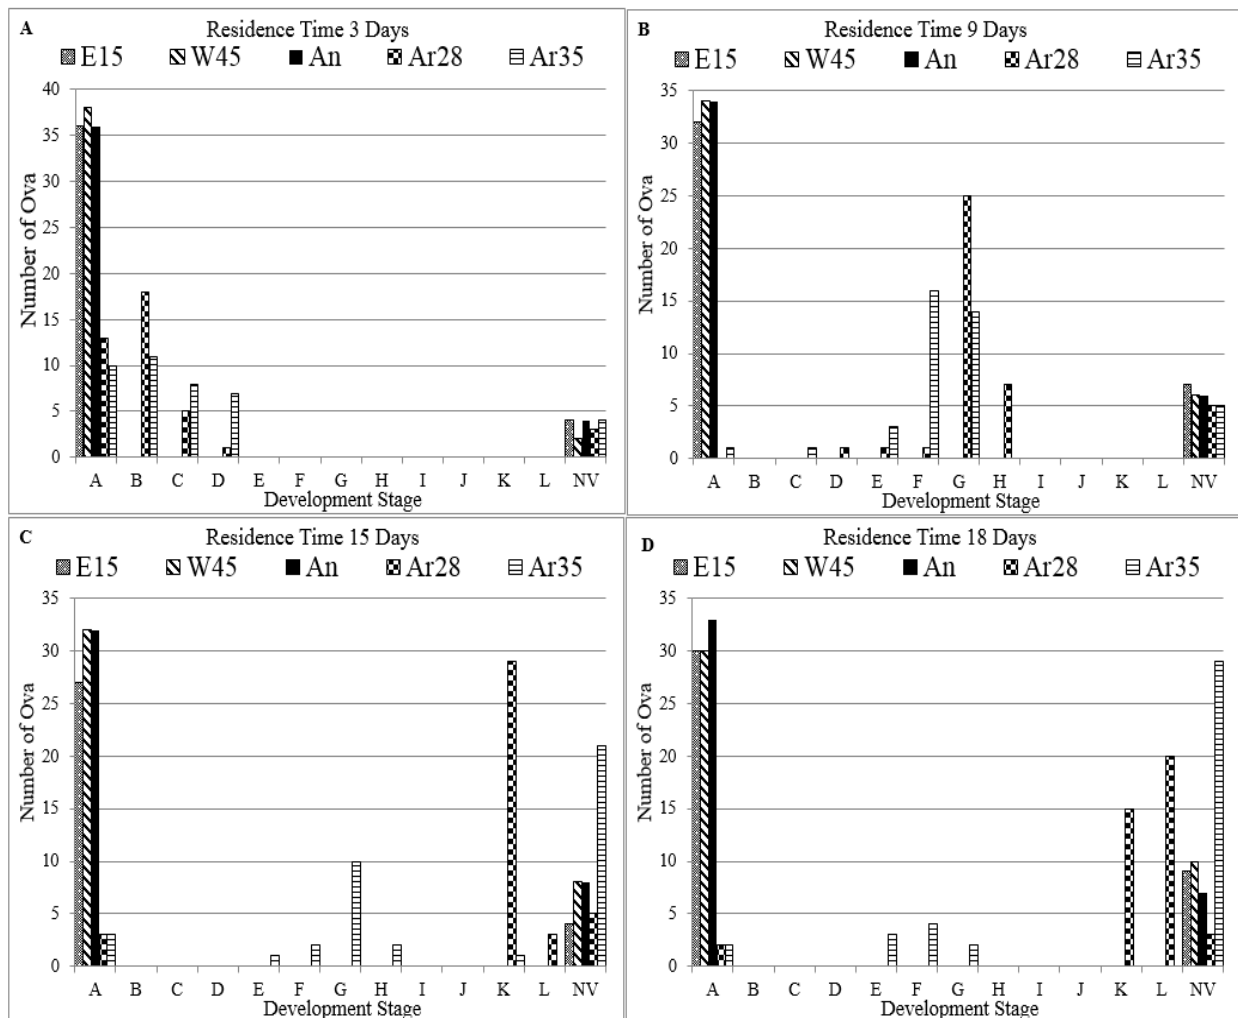 A
Residence Time 3 Days
E15 W45 An Ar28 Ar35
Number of Ova
40
35
30
25
20
15
10
5
0
A B C D E F G H I J K L NV
Development Stage
B
Residence Time 9 Days
E15 W45 An Ar28 Ar35
Number of Ova
35
30
25
20
15
10
5
0
A B C D E F G H I J K L NV
Development Stage
C
Residence Time 15 Days
E15 W45 An Ar28 Ar35
Number of Ova
35
30
25
20
15
10
5
0
A B C D E F G H I J K L NV
Development Stage
D
Residence Time 18 Days
E15 W45 An Ar28 Ar35
Number of Ova
35
30
25
20
15
10
5
0
A B C D E F G H I J K L NV
Development Stage